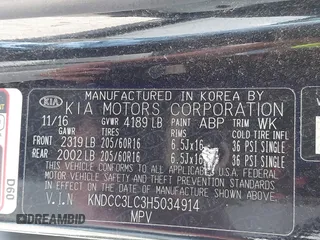 MANUFACTURED IN KOREA BY
KIA KIA MOTORS CORPORATION
11/16 GVWR 4189 LB PAINT ABP TRIM WK
TIRES RIMS COLD TIRE INFL
FRONT 2319 LB 205/60R16 6.5Jx16 36 PSI SINGLE
REAR 2002 LB 205/60R16 6.5Jx16 36 PSI SINGLE
THIS VEHICLE CONFORMS TO ALL APPLICABLE U.S.A. FEDERAL
MOTOR VEHICLE SAFETY AND THEFT PREVENTION STANDARDS
IN EFFECT ON THE DATE OF MANUFACTURE SHOWN ABOVE.
V.I.N KNDCC3LC3H5034914
MPV
D60
DREAMBID